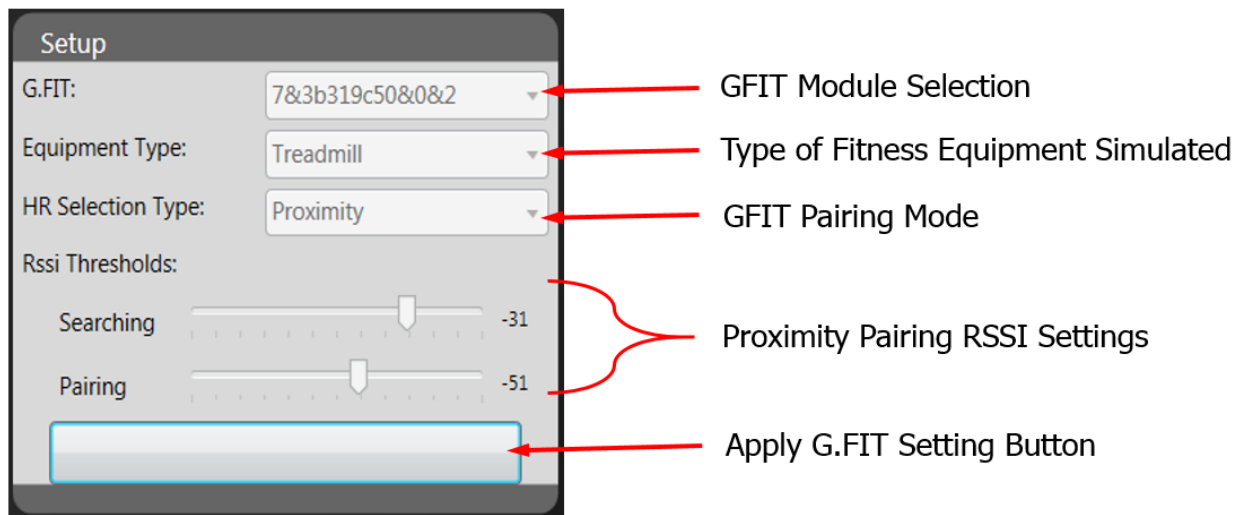 Setup
G.FIT:
7&3b319c50&0&2
GFIT Module Selection
Equipment Type:
Treadmill
Type of Fitness Equipment Simulated
HR Selection Type:
Proximity
GFIT Pairing Mode
Rssi Thresholds:
Searching
-31
Proximity Pairing RSSI Settings
Pairing
-51
Apply G.FIT Setting Button